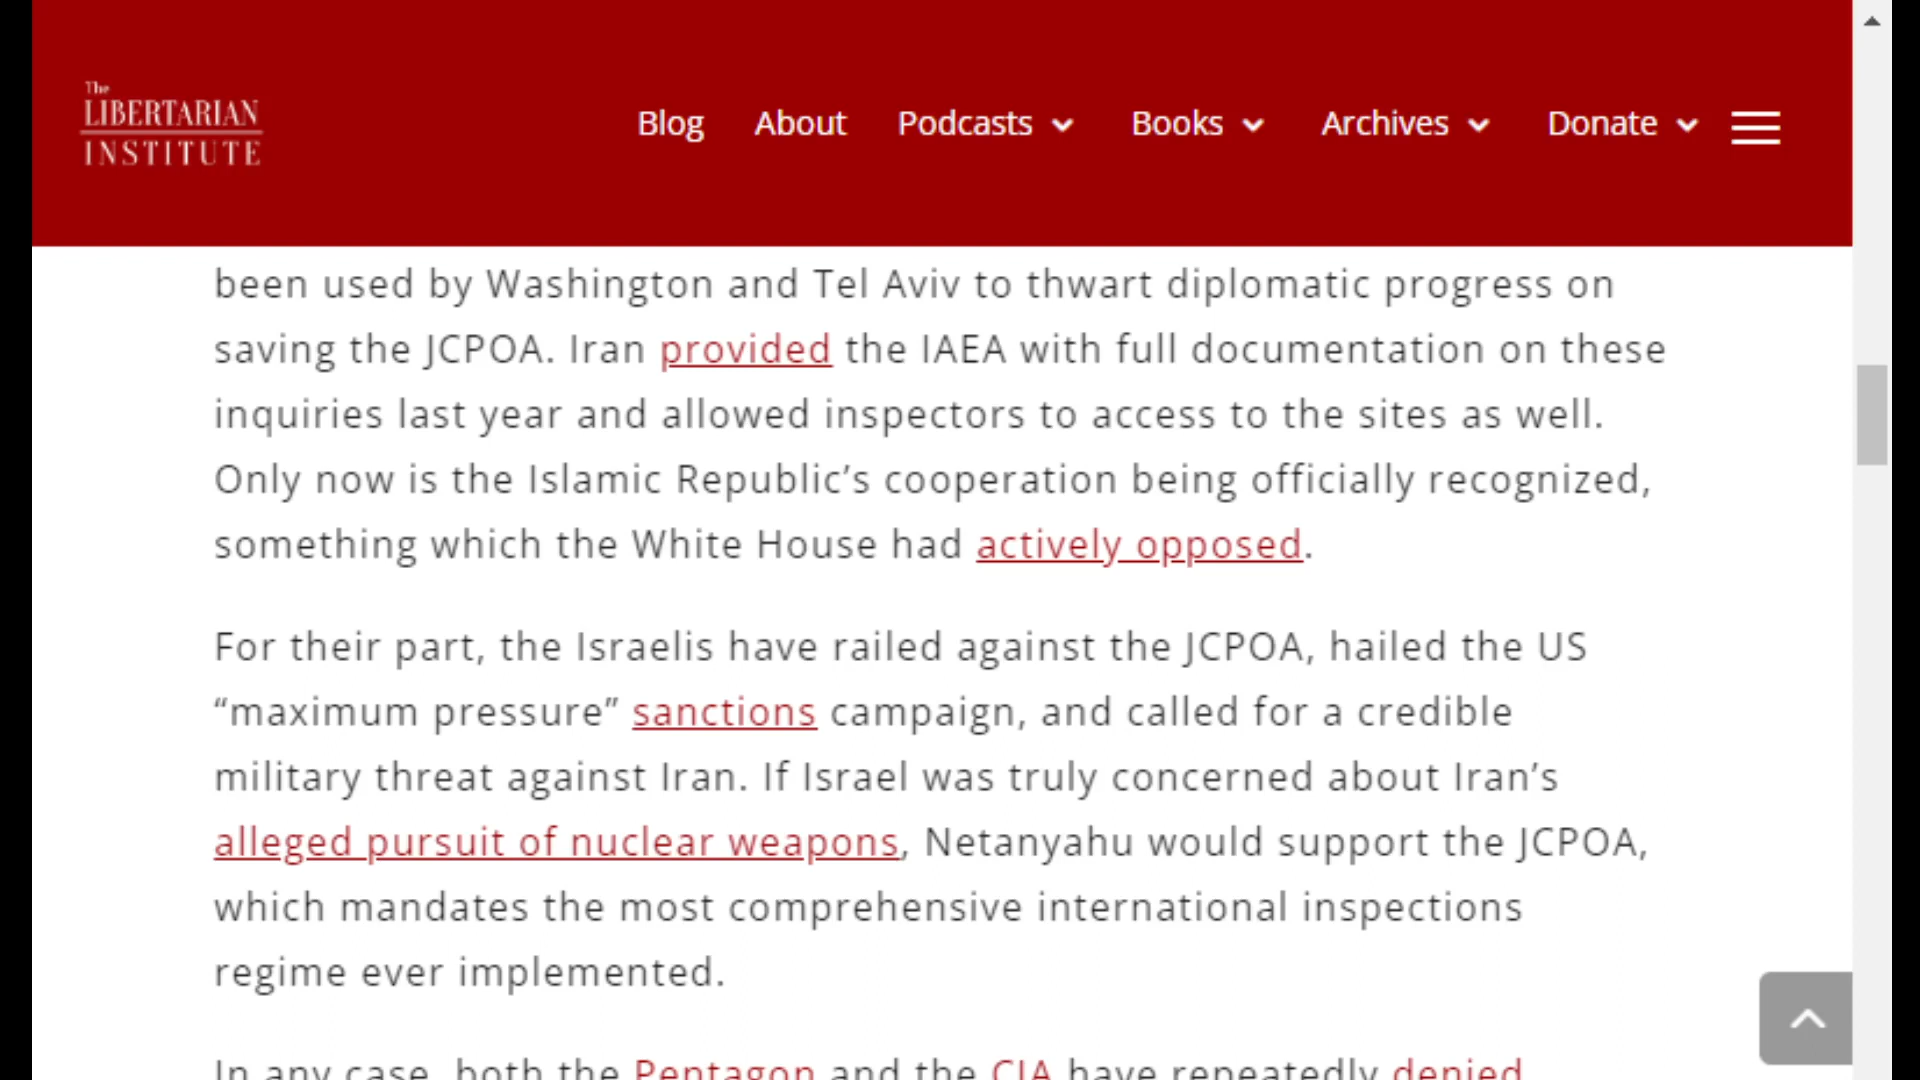 The
LIBERTARIAN
INSTITUTE
Blog About Podcasts Books Archives Donate
been used by Washington and Tel Aviv to thwart diplomatic progress on
saving the JCPOA. Iran provided the IAEA with full documentation on these
inquiries last year and allowed inspectors to access to the sites as well.
Only now is the Islamic Republic’s cooperation being officially recognized,
something which the White House had actively opposed.
For their part, the Israelis have railed against the JCPOA, hailed the US
“maximum pressure” sanctions campaign, and called for a credible
military threat against Iran. If Israel was truly concerned about Iran’s
alleged pursuit of nuclear weapons, Netanyahu would support the JCPOA,
which mandates the most comprehensive international inspections
regime ever implemented.
In any case, both the Pentagon and the CIA have repeatedly denied